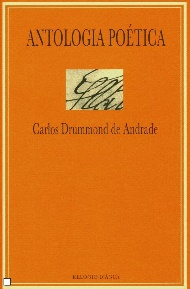 ANTOLOGIA POÉTICA
Carlos Drummond de Andrade